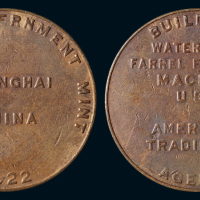 ERNMENT MINT
NGHAI
INA
22
BUIL
WATER
FARREL
MAC
U
AMER
TRADI
AGE